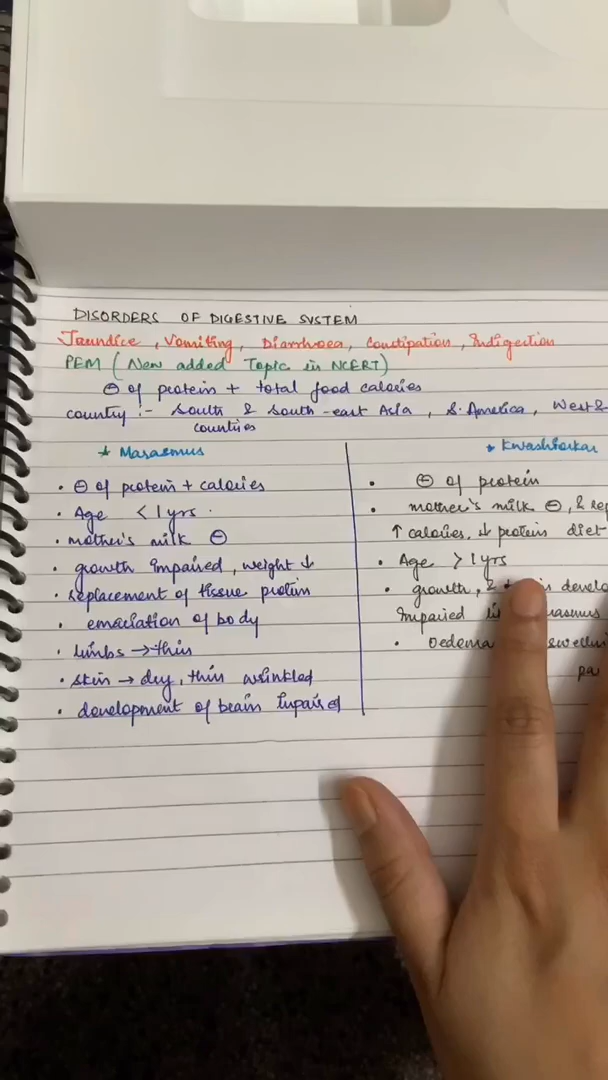 DISORDERS OF DIGESTIVE SYSTEM
Jaundice, Vomiting, Diarrhoea, Constipation, Indigection
PEM (New added Topic in NCERT)
⊖ of protein + total food calories
country :- South & South-east Asia, S. America, West &
countries
* Marasmus
• ⊖ of protein + calories
• Age < 1 yrs.
• mother's milk ⊖
• growth impaired, weight ↓
• replacement of tissue protein
• emaciation of body
• limbs → thin
• skin → dry, thin wrinkled
• development of brain Impaired
* Kwashiorkar
• ⊖ of protein
• mother's milk ⊖, & rep
↑ calories, ↓ protein diet
• Age > 1 yrs
• growth, & develo
Impaired
• Oedema